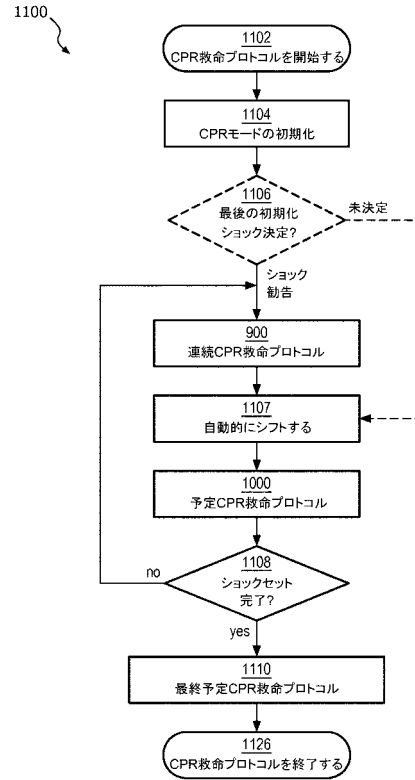 1100
1102
CPR救命プロトコルを開始する
1104
CPRモードの初期化
1106
最後の初期化
ショック決定?
未決定
ショック
勧告
900
連続CPR救命プロトコル
1107
自動的にシフトする
1000
予定CPR救命プロトコル
1108
ショックセット
完了?
no
yes
1110
最終予定CPR救命プロトコル
1126
CPR救命プロトコルを終了する